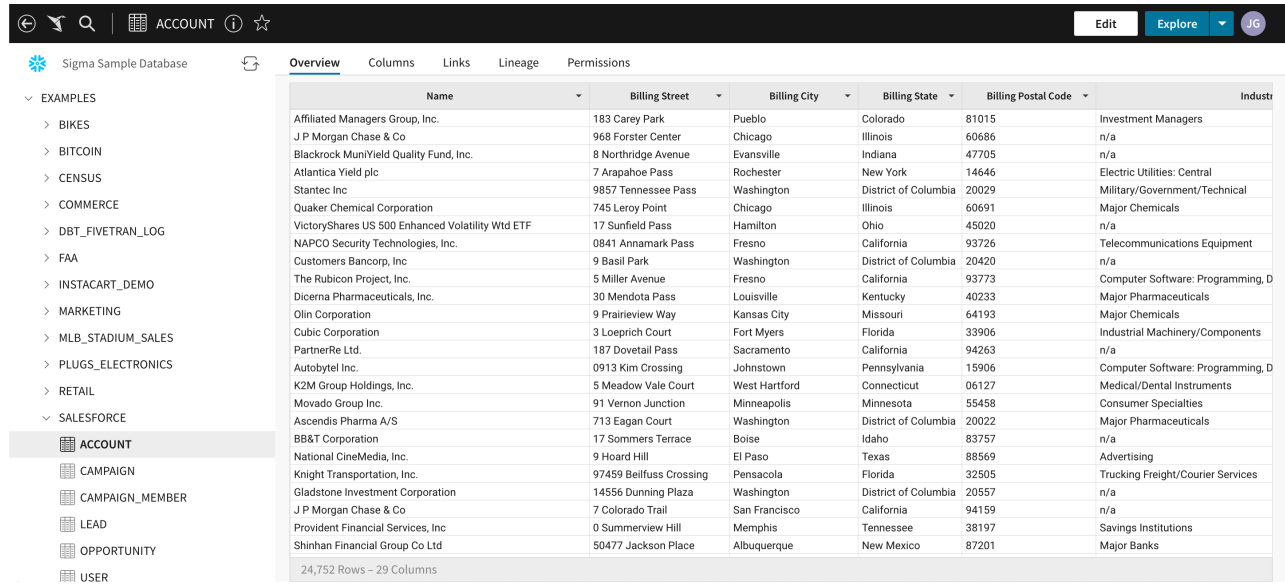 ACCOUNT
Edit
Explore
JG
Sigma Sample Database
EXAMPLES
BIKES
BITCOIN
CENSUS
COMMERCE
DBT_FIVETRAN_LOG
FAA
INSTACART_DEMO
MARKETING
MLB_STADIUM_SALES
PLUGS_ELECTRONICS
RETAIL
SALESFORCE
ACCOUNT
CAMPAIGN
CAMPAIGN_MEMBER
LEAD
OPPORTUNITY
USER
Overview Columns Links Lineage Permissions
Name Billing Street Billing City Billing State Billing Postal Code Industr
Affiliated Managers Group, Inc. 183 Carey Park Pueblo Colorado 81015 Investment Managers
J P Morgan Chase & Co 968 Forster Center Chicago Illinois 60686 n/a
Blackrock MuniYield Quality Fund, Inc. 8 Northridge Avenue Evansville Indiana 47705 n/a
Atlantica Yield plc 7 Arapahoe Pass Rochester New York 14646 Electric Utilities: Central
Stantec Inc 9857 Tennessee Pass Washington District of Columbia 20029 Military/Government/Technical
Quaker Chemical Corporation 745 Leroy Point Chicago Illinois 60691 Major Chemicals
VictoryShares US 500 Enhanced Volatility Wtd ETF 17 Sunfield Pass Hamilton Ohio 45020 n/a
NAPCO Security Technologies, Inc. 0841 Annamark Pass Fresno California 93726 Telecommunications Equipment
Customers Bancorp, Inc 9 Basil Park Washington District of Columbia 20420 n/a
The Rubicon Project, Inc. 5 Miller Avenue Fresno California 93773 Computer Software: Programming, D
Dicerna Pharmaceuticals, Inc. 30 Mendota Pass Louisville Kentucky 40233 Major Pharmaceuticals
Olin Corporation 9 Prairieview Way Kansas City Missouri 64193 Major Chemicals
Cubic Corporation 3 Loeprich Court Fort Myers Florida 33906 Industrial Machinery/Components
PartnerRe Ltd. 187 Dovetail Pass Sacramento California 94263 n/a
Autobytel Inc. 0913 Kim Crossing Johnstown Pennsylvania 15906 Computer Software: Programming, D
K2M Group Holdings, Inc. 5 Meadow Vale Court West Hartford Connecticut 06127 Medical/Dental Instruments
Movado Group Inc. 91 Vernon Junction Minneapolis Minnesota 55458 Consumer Specialties
Ascendis Pharma A/S 713 Eagan Court Washington District of Columbia 20022 Major Pharmaceuticals
BB&T Corporation 17 Sommers Terrace Boise Idaho 83757 n/a
National CineMedia, Inc. 9 Hoard Hill El Paso Texas 88569 Advertising
Knight Transportation, Inc. 97459 Beilfuss Crossing Pensacola Florida 32505 Trucking Freight/Courier Services
Gladstone Investment Corporation 14556 Dunning Plaza Washington District of Columbia 20557 n/a
J P Morgan Chase & Co 7 Colorado Trail San Francisco California 94159 n/a
Provident Financial Services, Inc 0 Summerview Hill Memphis Tennessee 38197 Savings Institutions
Shinhan Financial Group Co Ltd 50477 Jackson Place Albuquerque New Mexico 87201 Major Banks
24,752 Rows – 29 Columns